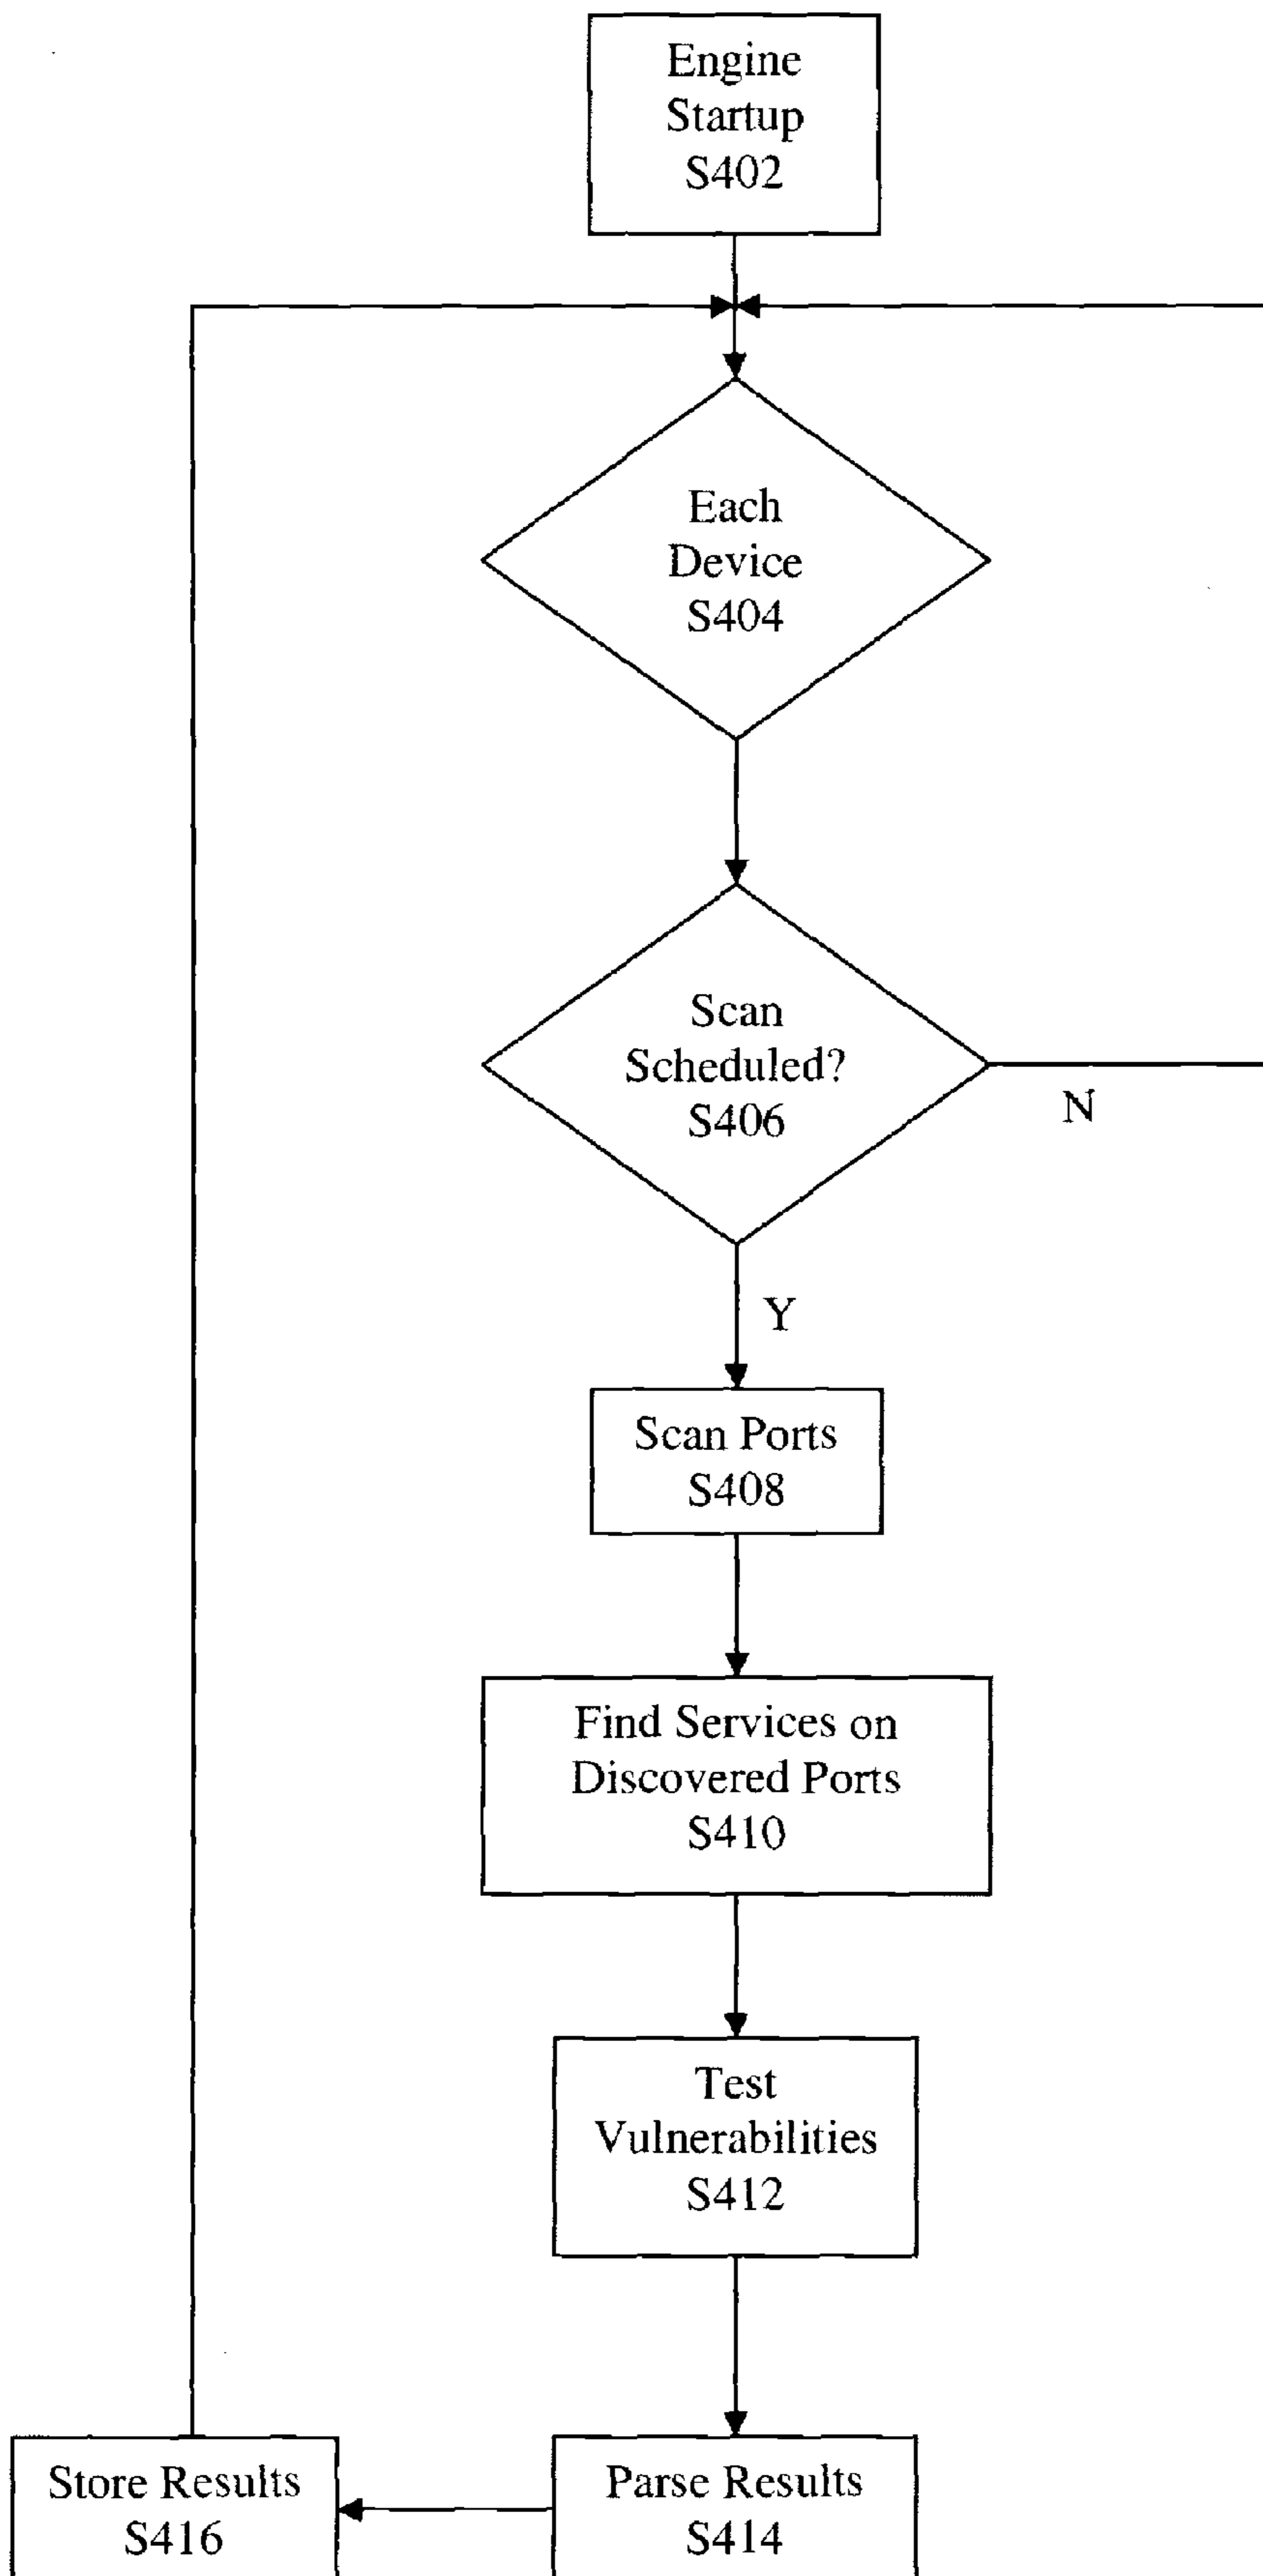 Engine
Startup
S402
Each
Device
S404
Scan
Scheduled?
S406
N
Y
Scan Ports
S408
Find Services on
Discovered Ports
S410
Test
Vulnerabilities
S412
Store Results
S416
Parse Results
S414